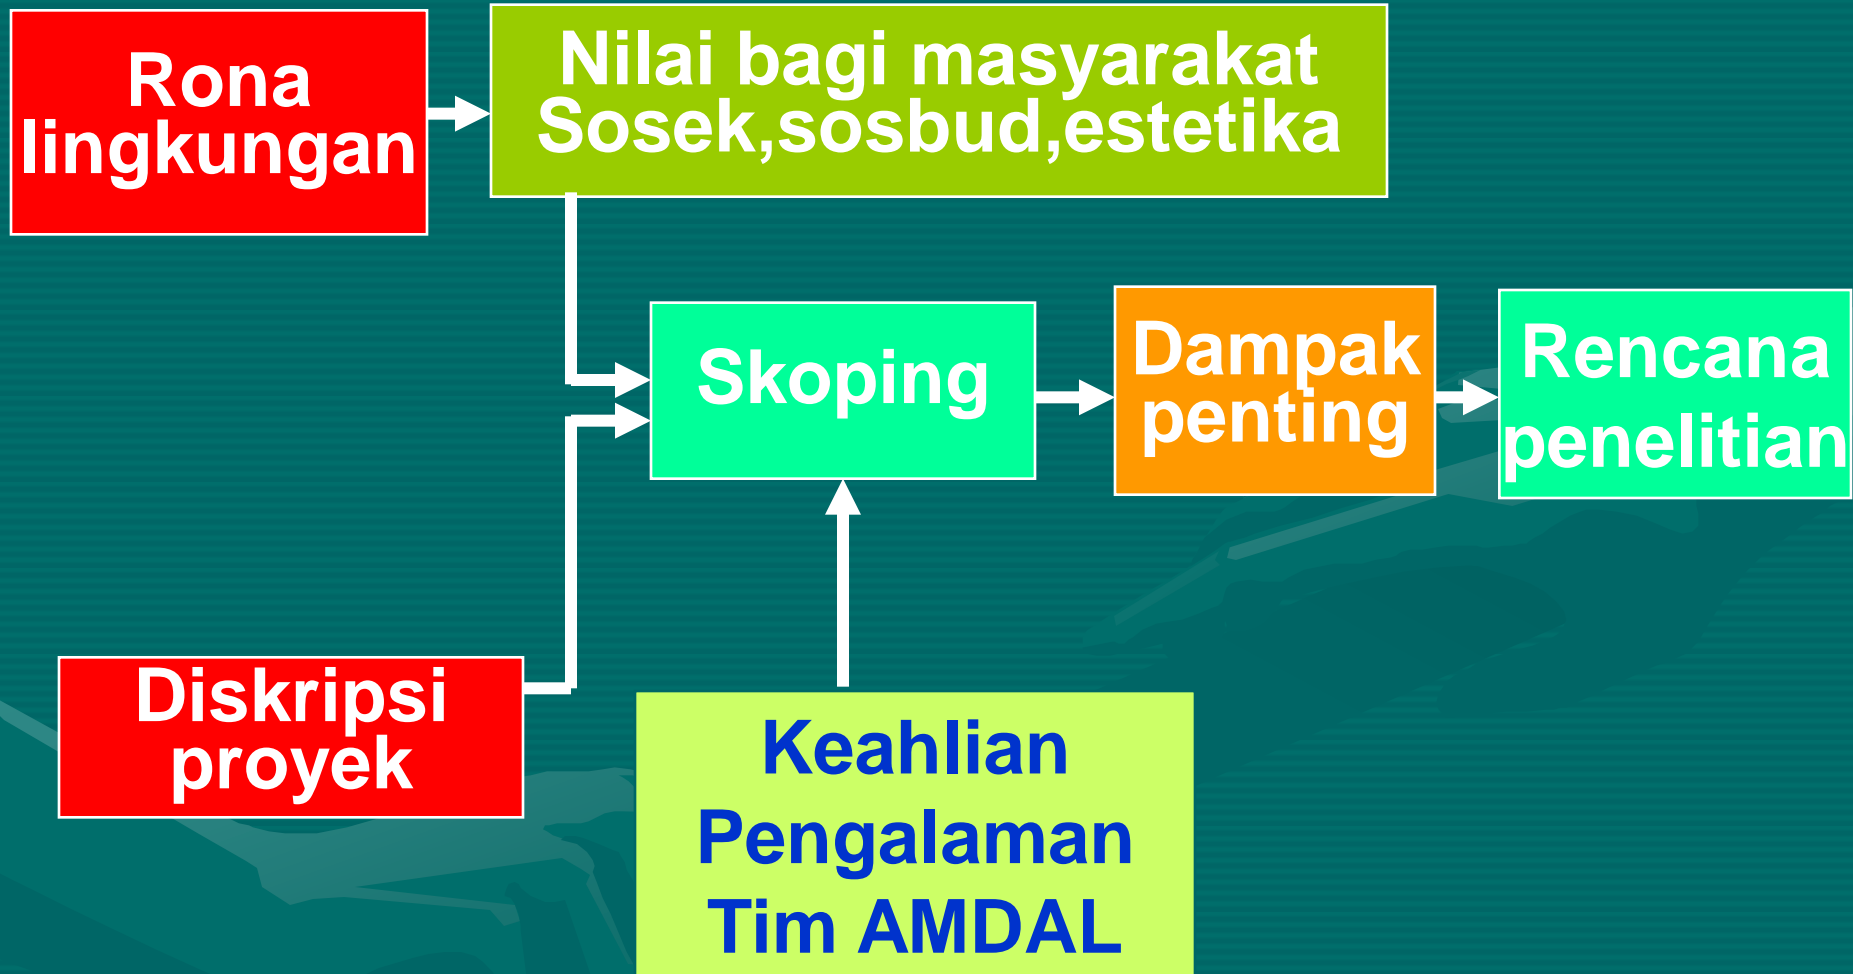 Rona
lingkungan
Nilai bagi masyarakat
Sosek,sosbud,estetika
Skoping
Dampak
penting
Rencana
penelitian
Diskripsi
proyek
Keahlian
Pengalaman
Tim AMDAL